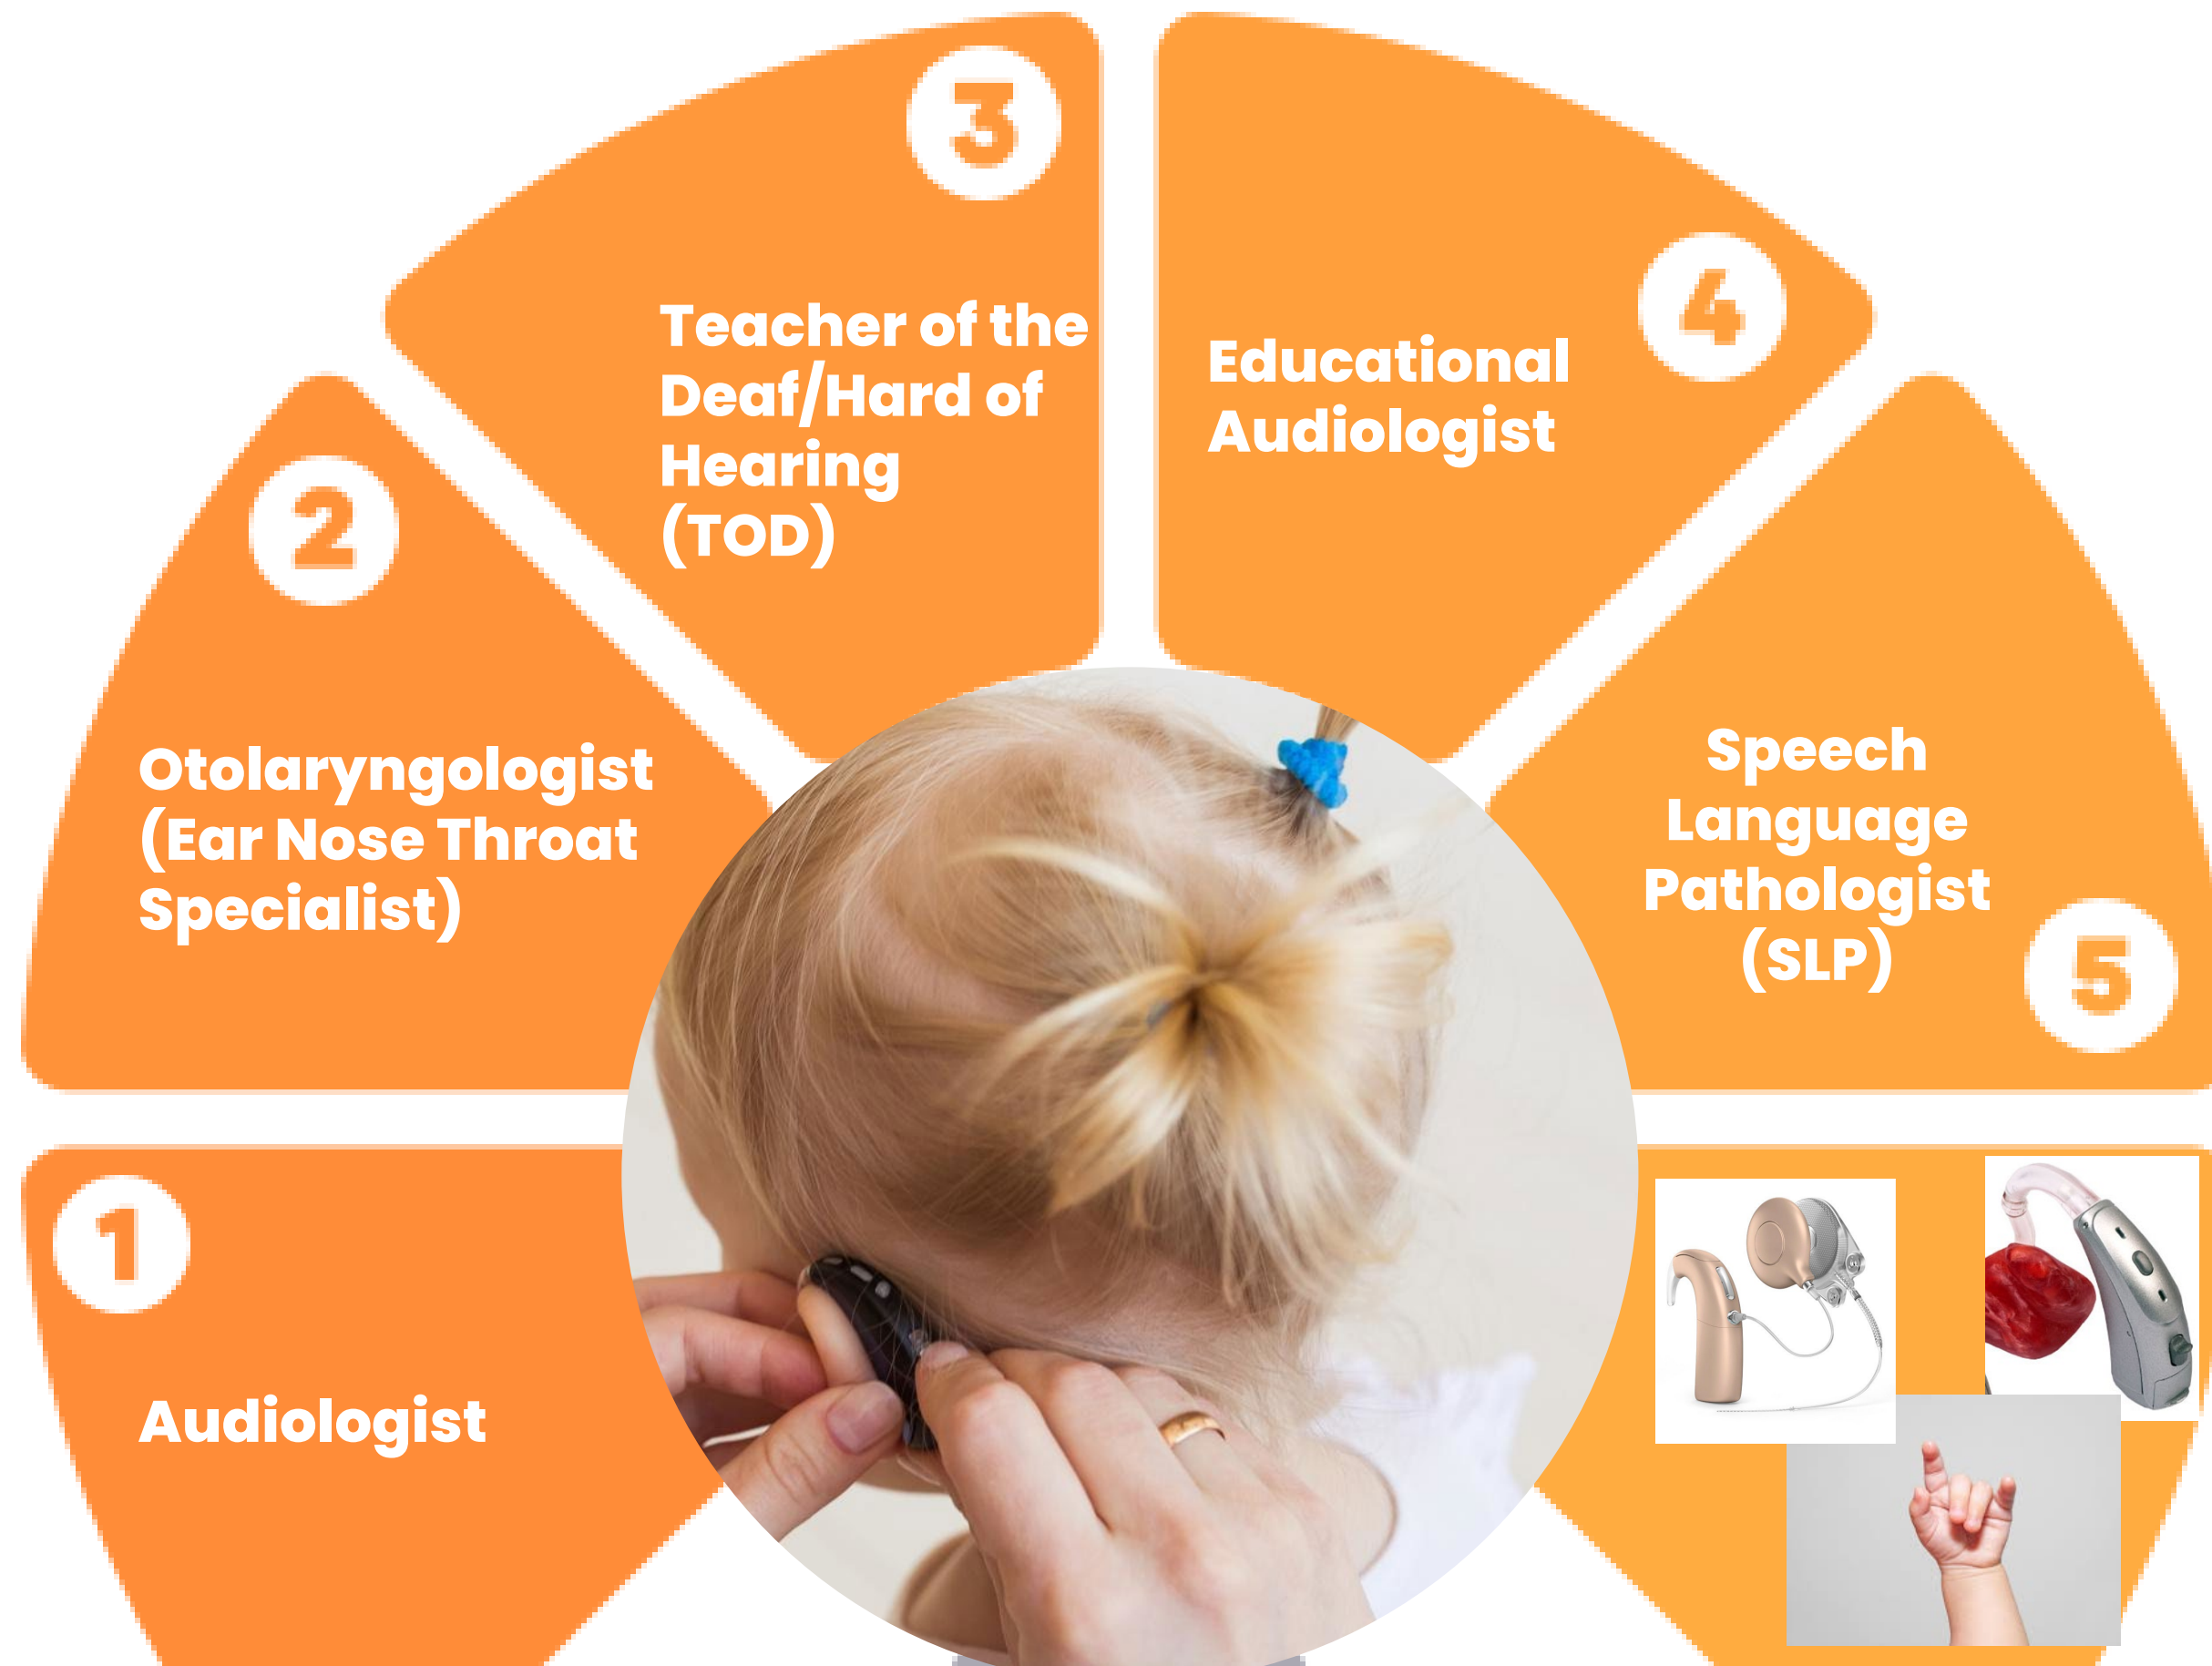 1
Audiologist
2
Otolaryngologist
(Ear Nose Throat
Specialist)
3
Teacher of the
Deaf/Hard of
Hearing
(TOD)
4
Educational
Audiologist
Speech
Language
Pathologist
(SLP)
5